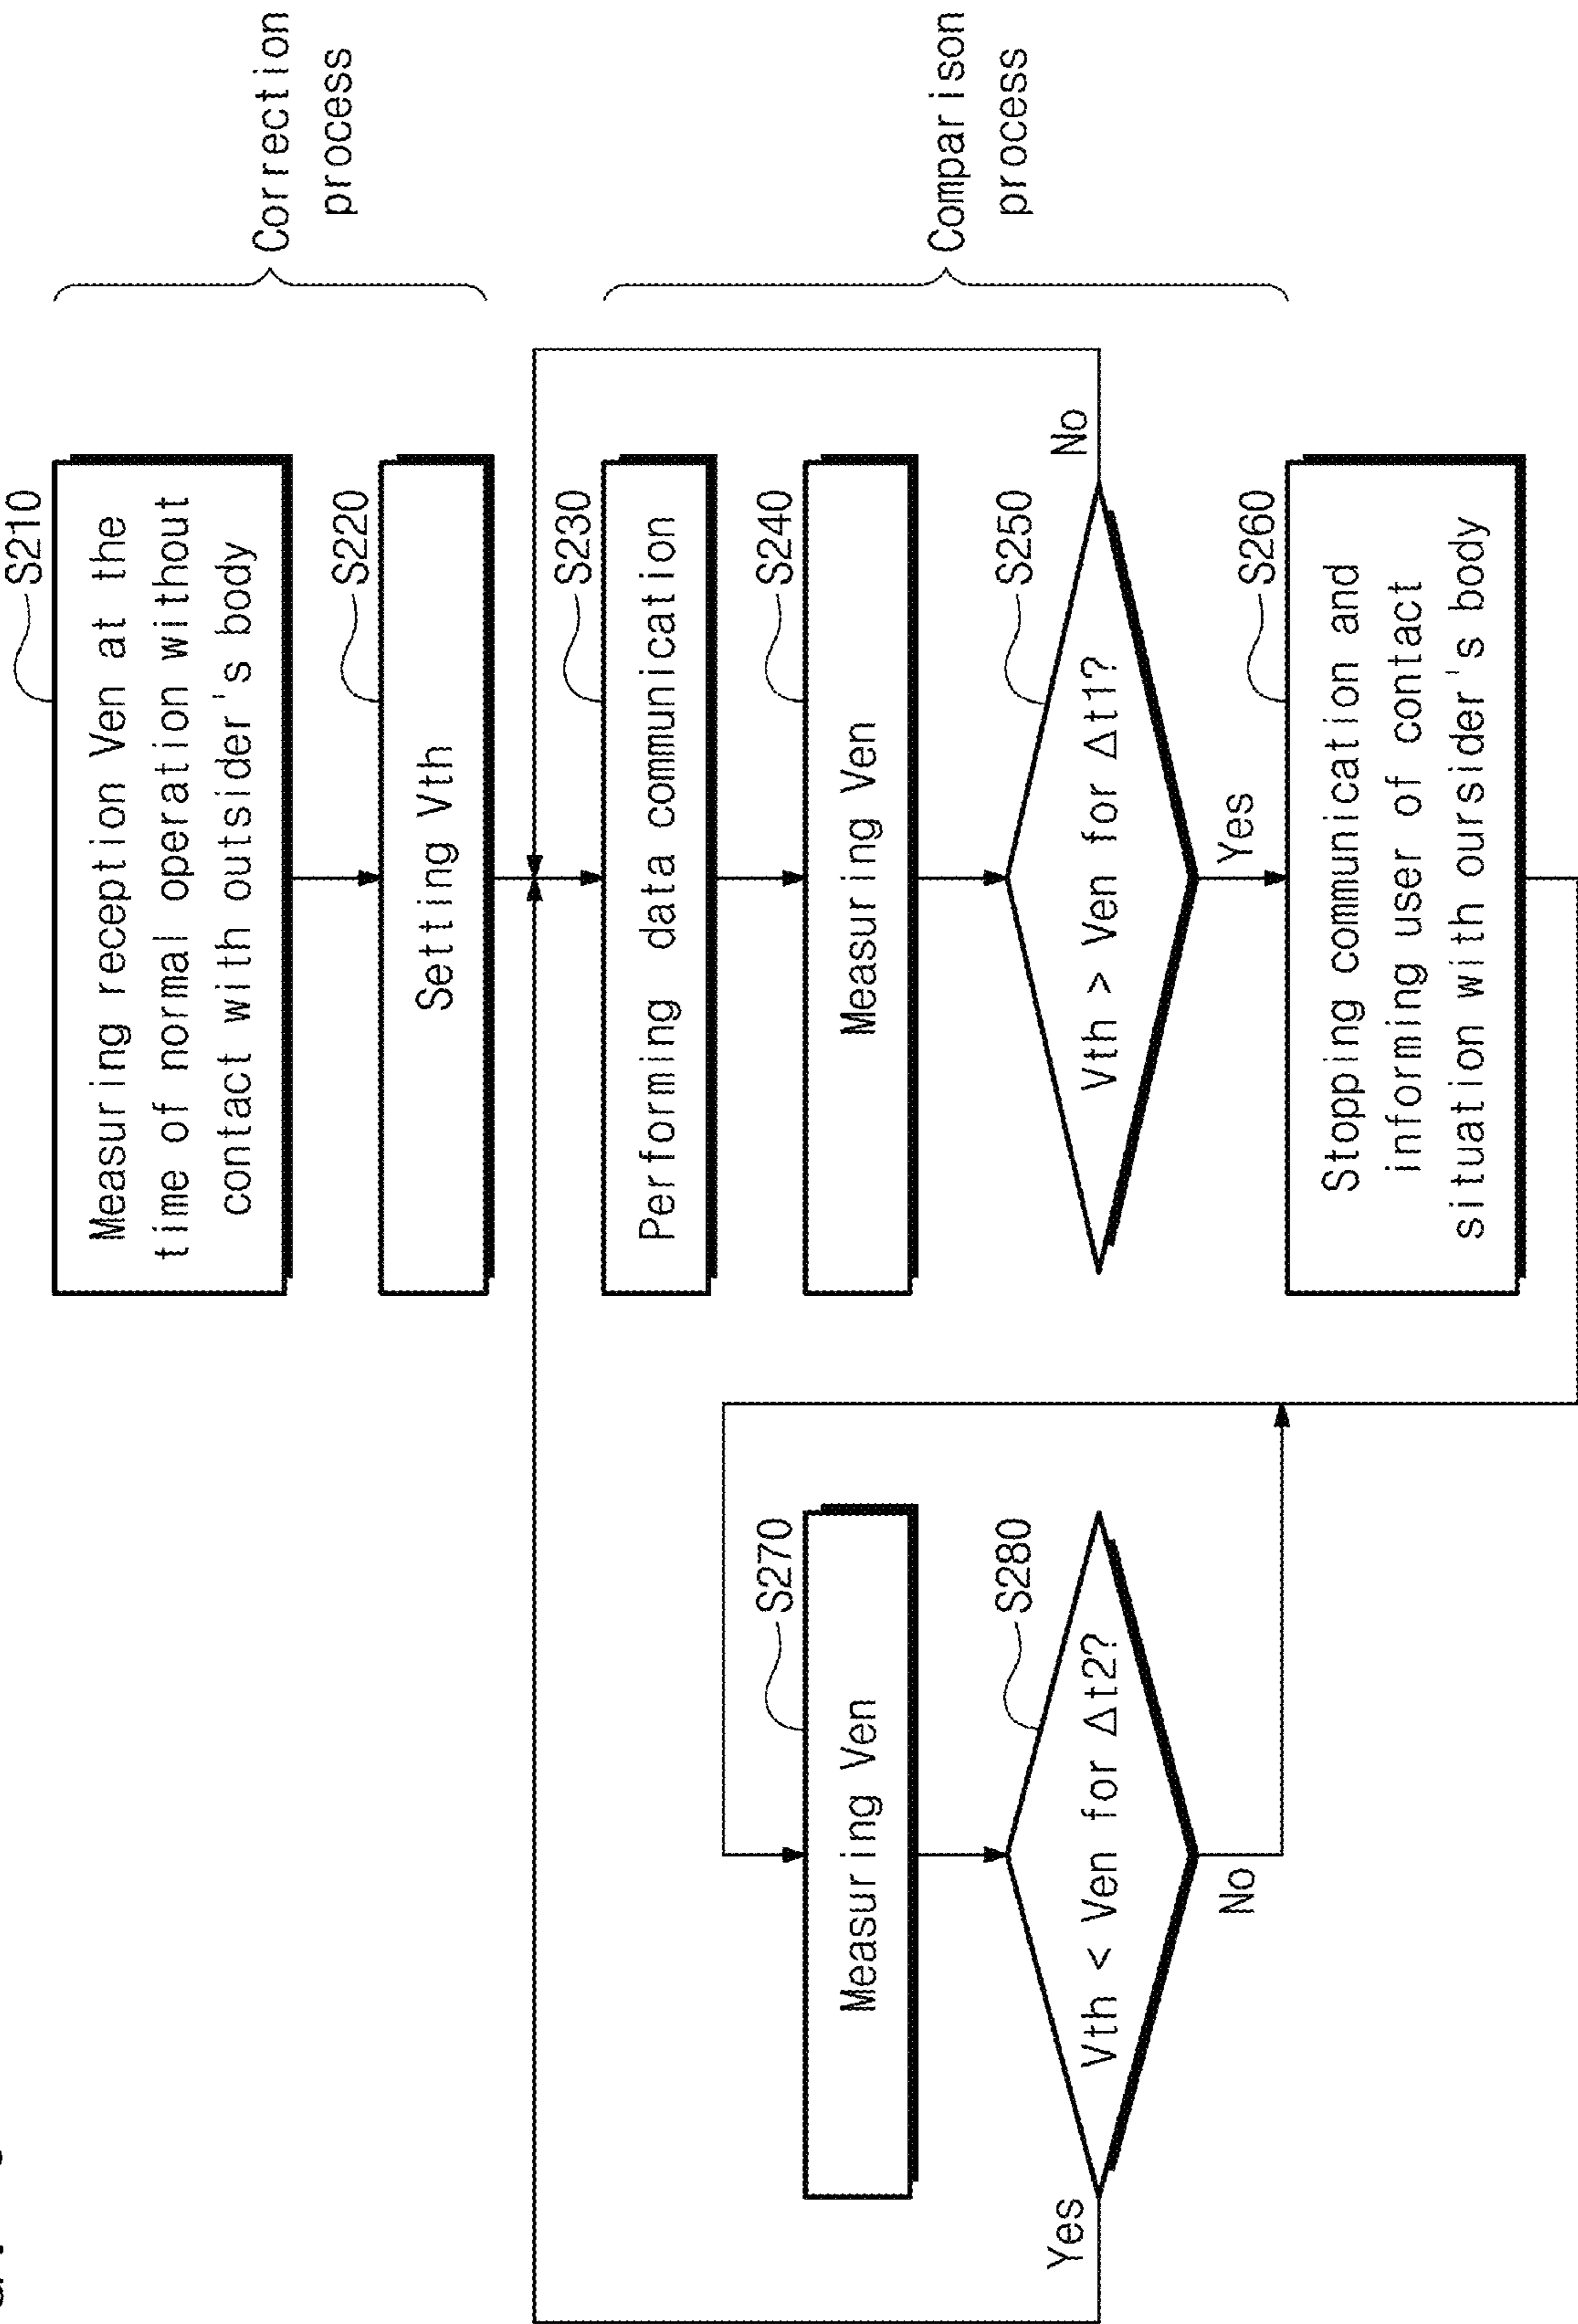 S210
Measuring reception Ven at the
time of normal operation without
contact with outsider's body
S220
Setting Vth
Correction
process
S230
Performing data communication
S240
Measuring Ven
S250
Vth > Ven for Δt1?
No
Yes
S260
Stopping communication and
informing user of contact
situation with oursider's body
Comparison
process
S270
Measuring Ven
S280
Vth < Ven for Δt2?
Yes
No